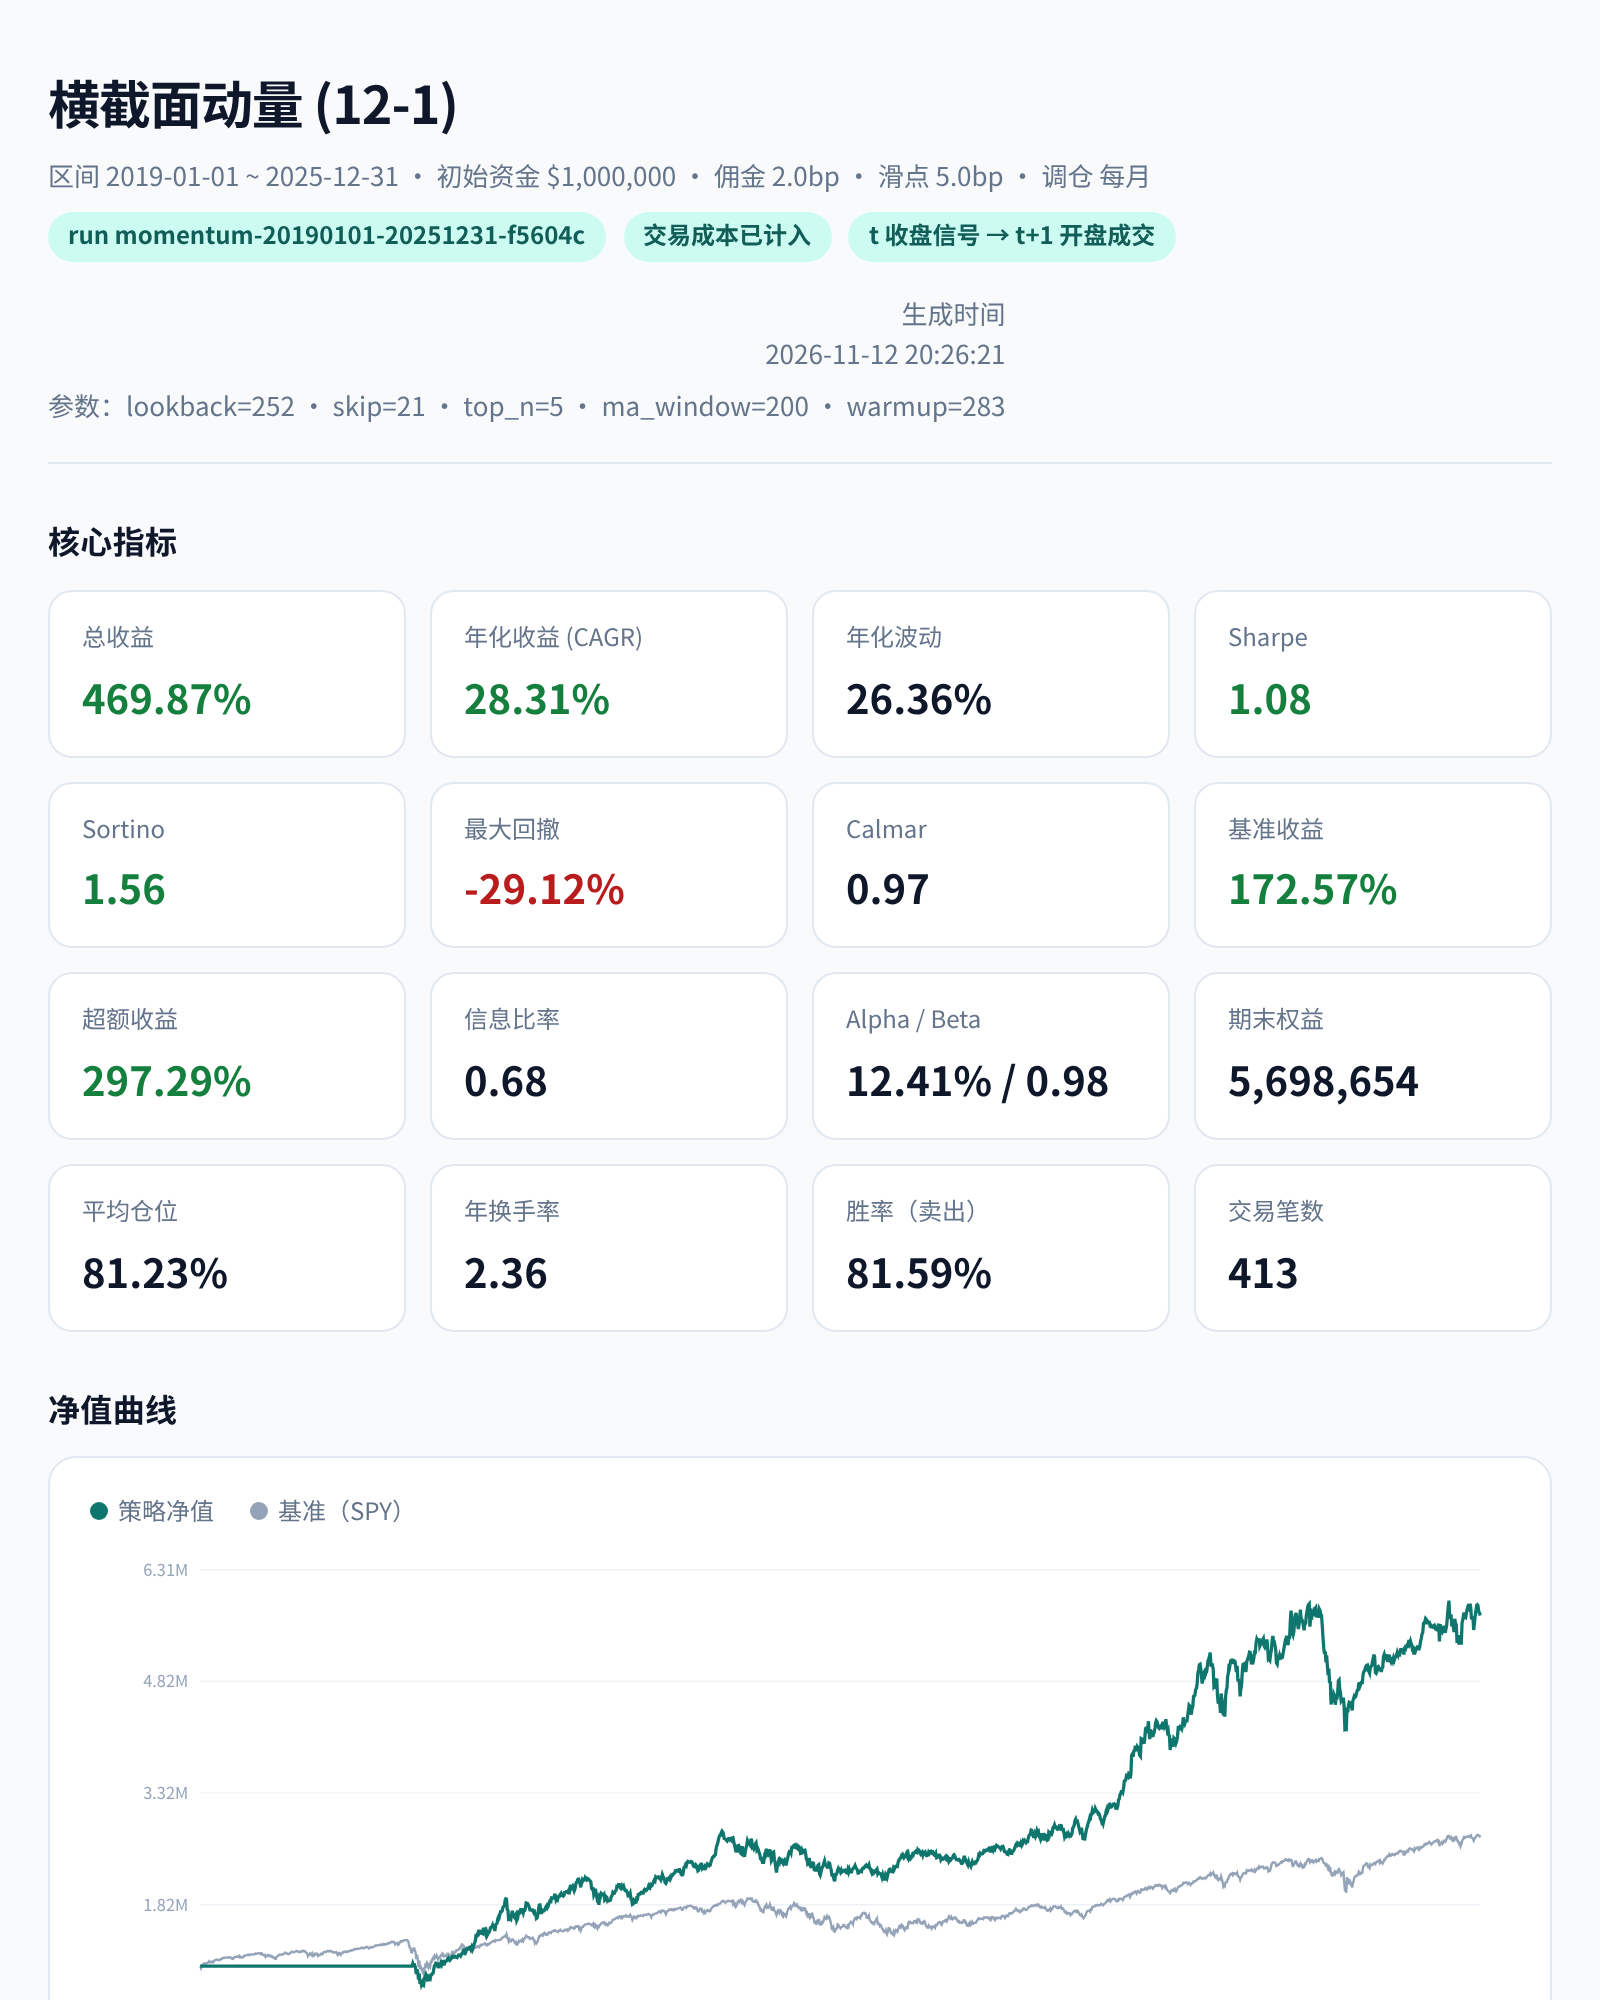 横截面动量 (12-1)
区间 2019-01-01 ~ 2025-12-31 • 初始资金 $1,000,000 • 佣金 2.0bp • 滑点 5.0bp • 调仓 每月
run momentum-20190101-20251231-f5604c 交易成本已计入 t 收盘信号 → t+1 开盘成交
生成时间
2026-11-12 20:26:21
参数：lookback=252 • skip=21 • top_n=5 • ma_window=200 • warmup=283
核心指标
总收益 年化收益 (CAGR) 年化波动 Sharpe
469.87% 28.31% 26.36% 1.08
Sortino 最大回撤 Calmar 基准收益
1.56 -29.12% 0.97 172.57%
超额收益 信息比率 Alpha / Beta 期末权益
297.29% 0.68 12.41% / 0.98 5,698,654
平均仓位 年换手率 胜率（卖出） 交易笔数
81.23% 2.36 81.59% 413
净值曲线
策略净值 基准（SPY）
6.31M
4.82M
3.32M
1.82M